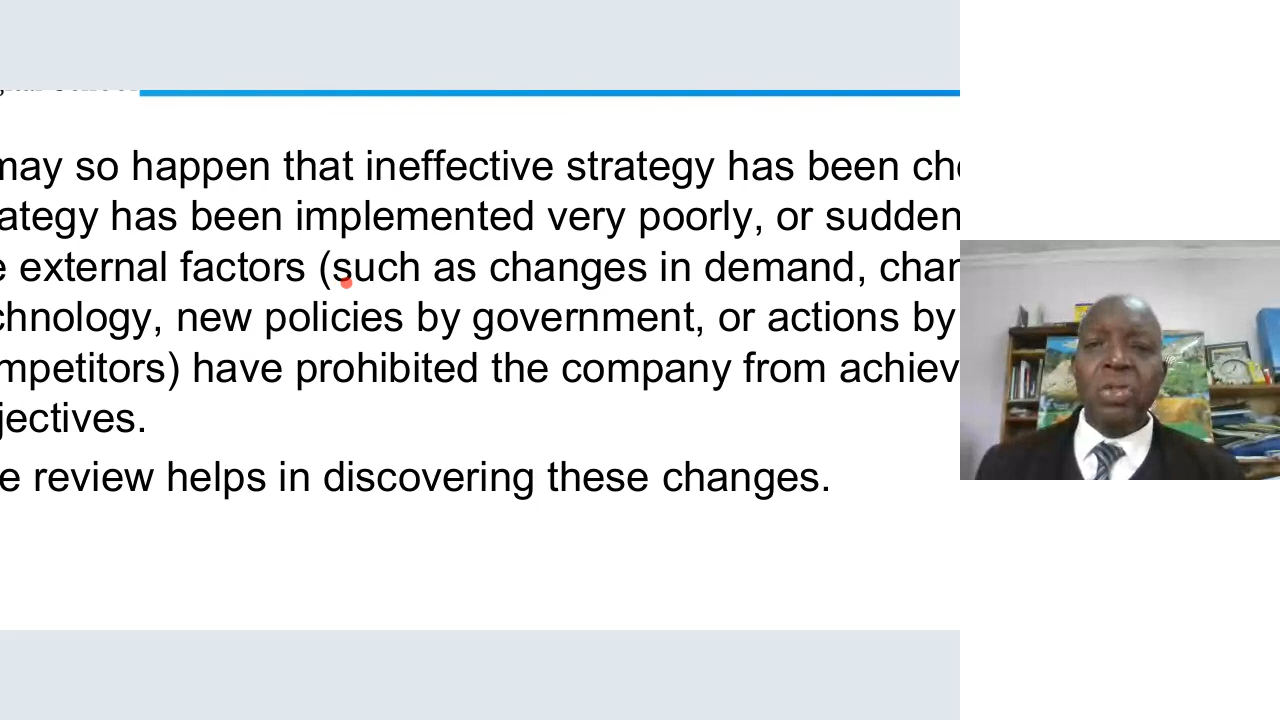 may so happen that ineffective strategy has been
ategy has been implemented very poorly, or sudden
e external factors (such as changes in demand,
chnology, new policies by government, or actions by
mpetitors) have prohibited the company from achiev
jectives.
e review helps in discovering these changes.